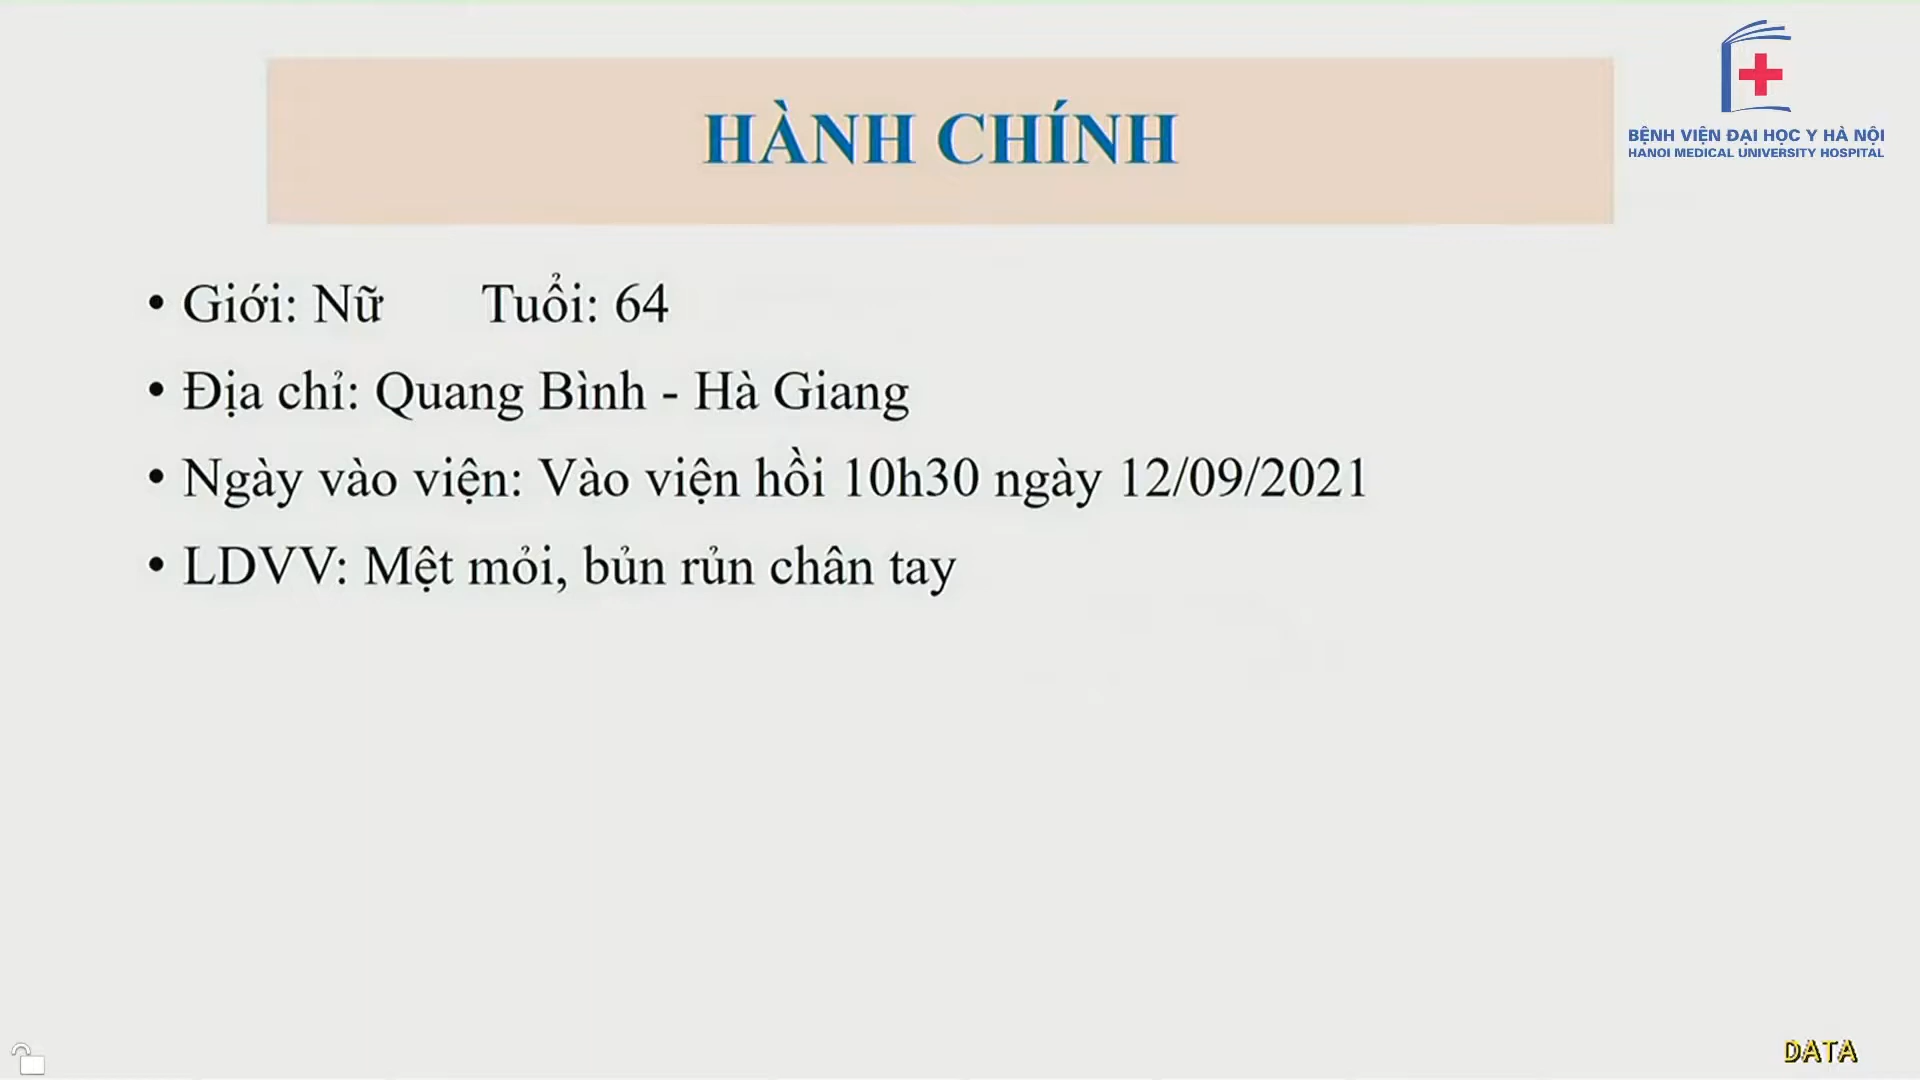 BỆNH VIỆN ĐẠI HỌC Y HÀ NỘI
HANOI MEDICAL UNIVERSITY HOSPITAL
HÀNH CHÍNH
• Giới: Nữ Tuổi: 64
• Địa chỉ: Quang Bình - Hà Giang
• Ngày vào viện: Vào viện hồi 10h30 ngày 12/09/2021
• LDVV: Mệt mỏi, bủn rủn chân tay
DATA